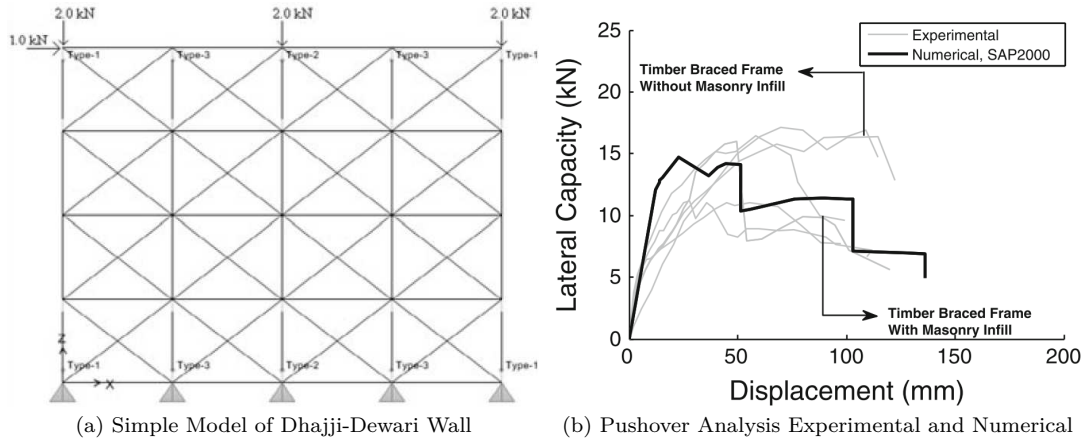 2.0 kN 2.0 kN 2.0 kN
1.0 kN
Type-1 Type-3 Type-2 Type-3 Type-1
Z
Type-1 Type-3 Type-2 Type-3 Type-1
X
(a) Simple Model of Dhajji-Dewari Wall
Lateral Capacity (kN)
25
20
15
10
5
0
Experimental
Numerical, SAP2000
Timber Braced Frame
Without Masonry Infill
Timber Braced Frame
With Masonry Infill
0 50 100 150 200
Displacement (mm)
(b) Pushover Analysis Experimental and Numerical